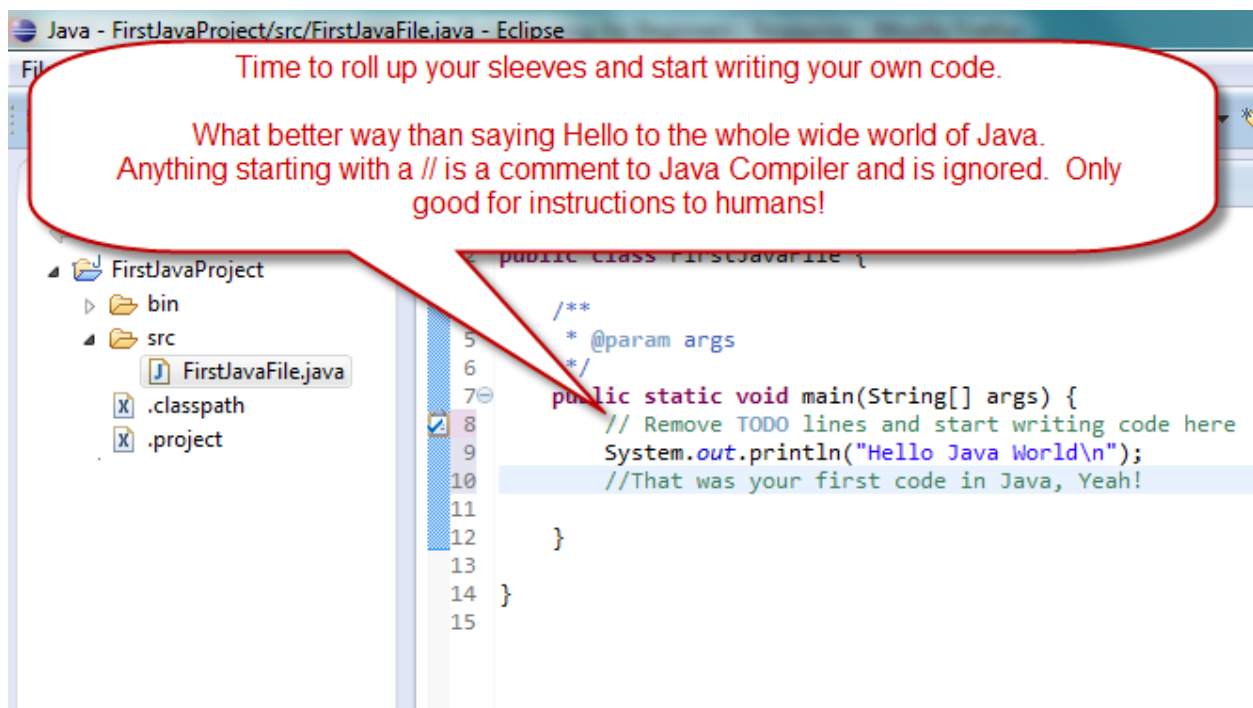 Java - FirstJavaProject/src/FirstJavaFile.java - Eclipse
Time to roll up your sleeves and start writing your own code.
What better way than saying Hello to the whole wide world of Java.
Anything starting with a // is a comment to Java Compiler and is ignored.  Only
good for instructions to humans!
FirstJavaProject
bin
src
FirstJavaFile.java
.classpath
.project
2 public class FirstJavaFile {
/**
5 * @param args
6 */
7 public static void main(String[] args) {
8 // Remove TODO lines and start writing code here
9 System.out.println("Hello Java World\n");
10 //That was your first code in Java, Yeah!
11
12 }
13
14 }
15